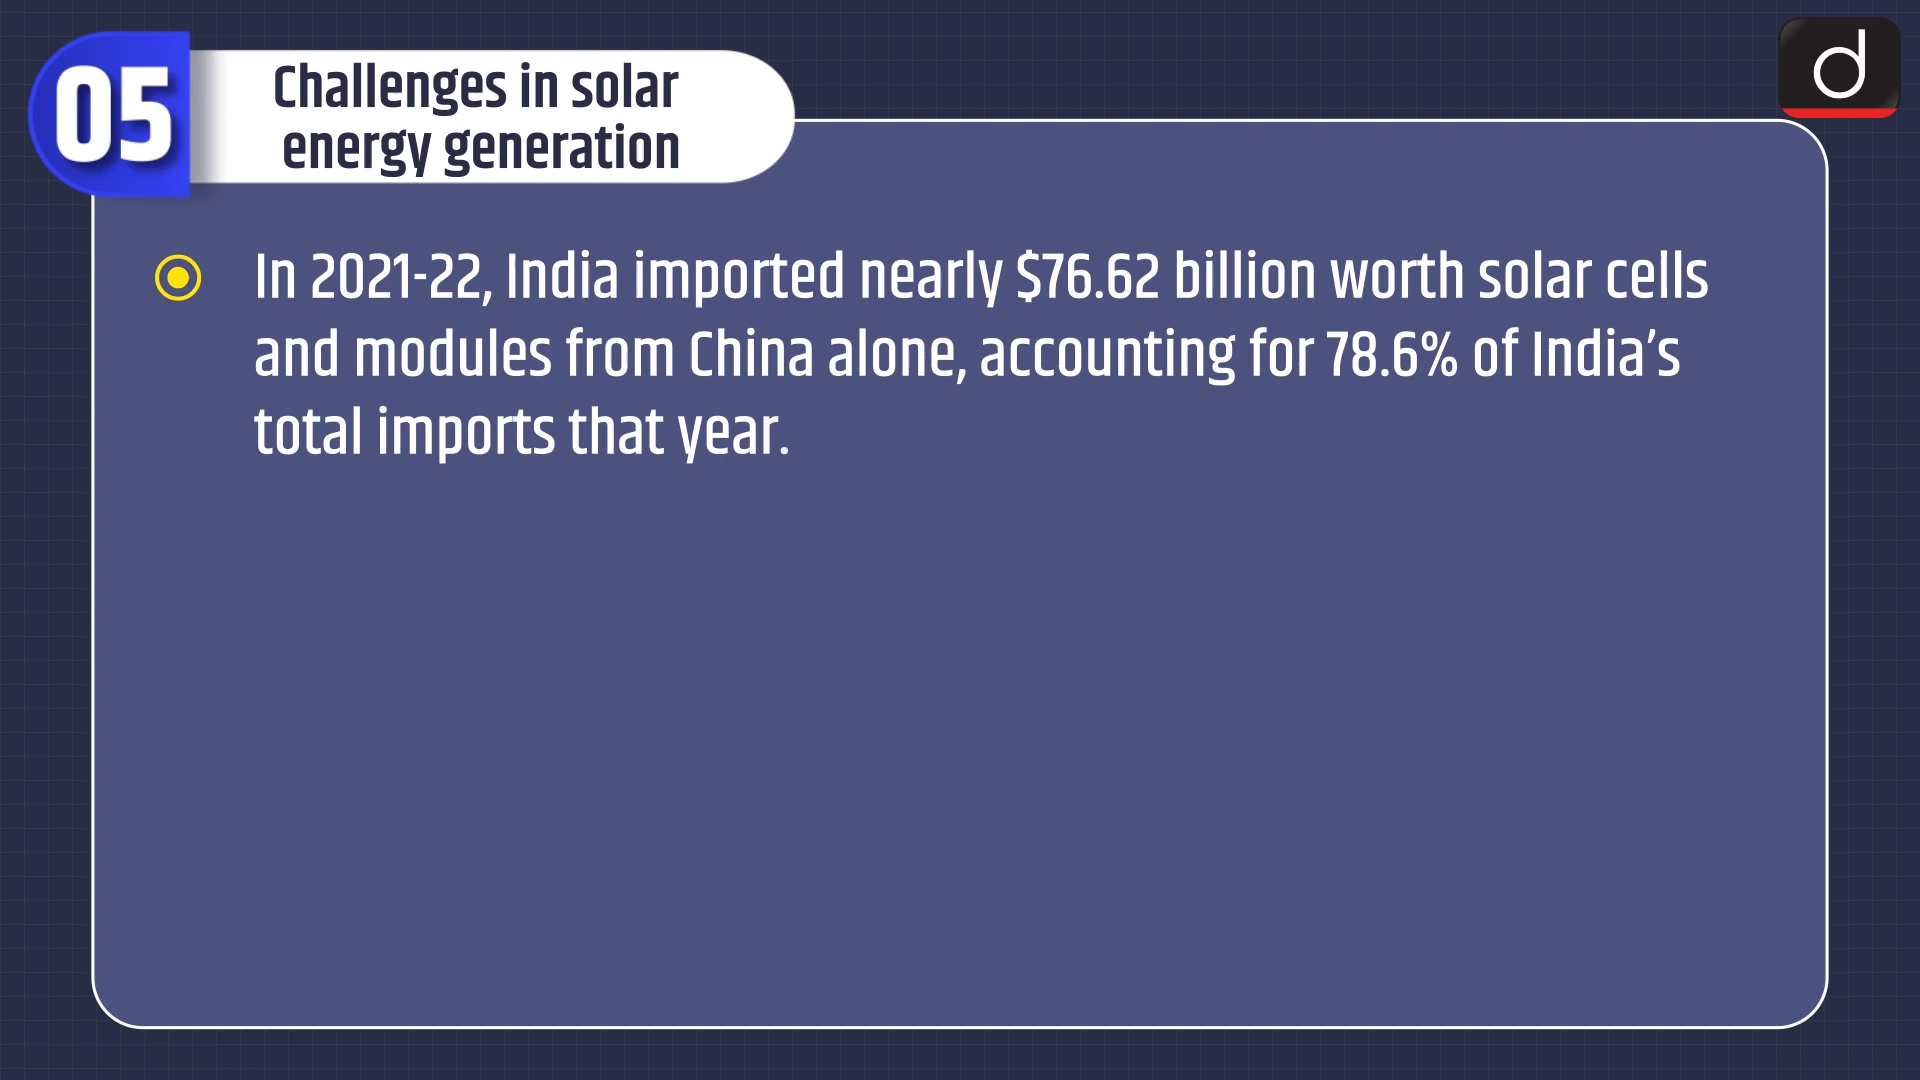 05
Challenges in solar
energy generation
d
In 2021-22, India imported nearly $76.62 billion worth solar cells
and modules from China alone, accounting for 78.6% of India’s
total imports that year.